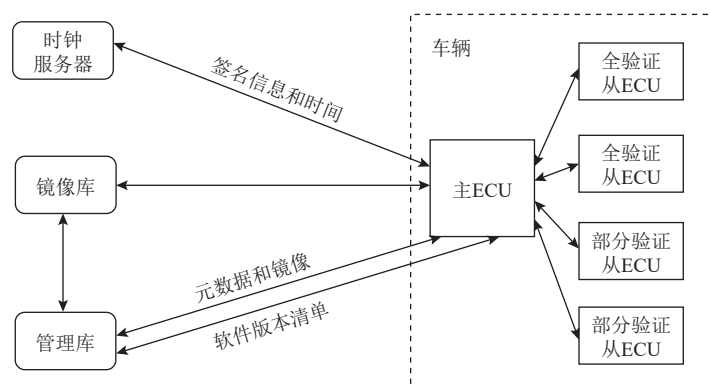 时钟
服务器
签名信息和时间
镜像库
元数据和镜像
软件版本清单
管理库
车辆
主ECU
全验证
从ECU
全验证
从ECU
部分验证
从ECU
部分验证
从ECU